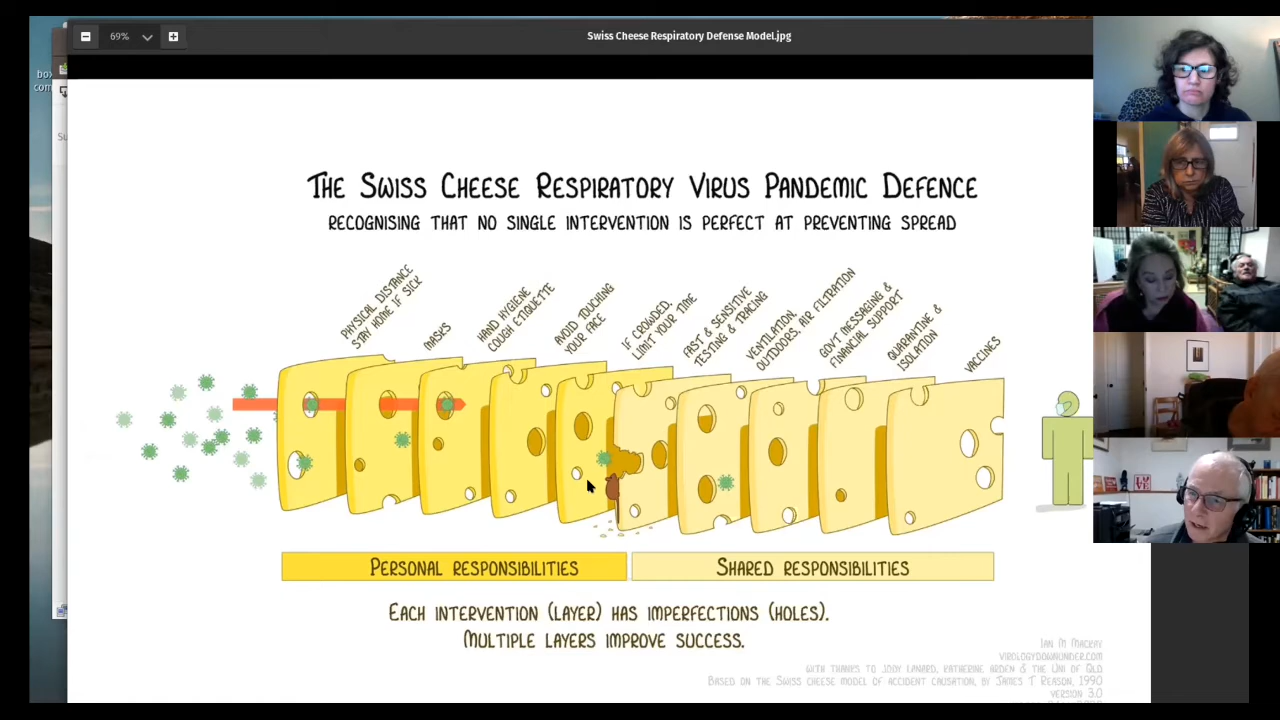 69%
Swiss Cheese Respiratory Defense Model.jpg
box
com
THE SWISS CHEESE RESPIRATORY VIRUS PANDEMIC DEFENCE
RECOGNISING THAT NO SINGLE INTERVENTION IS PERFECT AT PREVENTING SPREAD
PHYSICAL DISTANCE
STAY HOME IF SICK
MASKS
HAND HYGIENE
COUGH ETIQUETTE
AVOID TOUCHING
YOUR FACE
IF CROWDED,
LIMIT YOUR TIME
FAST & SENSITIVE
TESTING & TRACING
VENTILATION,
OUTDOORS, AIR FILTRATION
GOVT MESSAGING &
FINANCIAL SUPPORT
QUARANTINE &
ISOLATION
VACCINES
PERSONAL RESPONSIBILITIES
SHARED RESPONSIBILITIES
EACH INTERVENTION (LAYER) HAS IMPERFECTIONS (HOLES).
MULTIPLE LAYERS IMPROVE SUCCESS.
IAN M MACKAY
VIROLOGYDOWNUNDER.COM
WITH THANKS TO JODY LANARD, KATHERINE ARDEN & THE UNI OF QLD
BASED ON THE SWISS CHEESE MODEL OF ACCIDENT CAUSATION, BY JAMES T REASON, 1990
VERSION 3.0